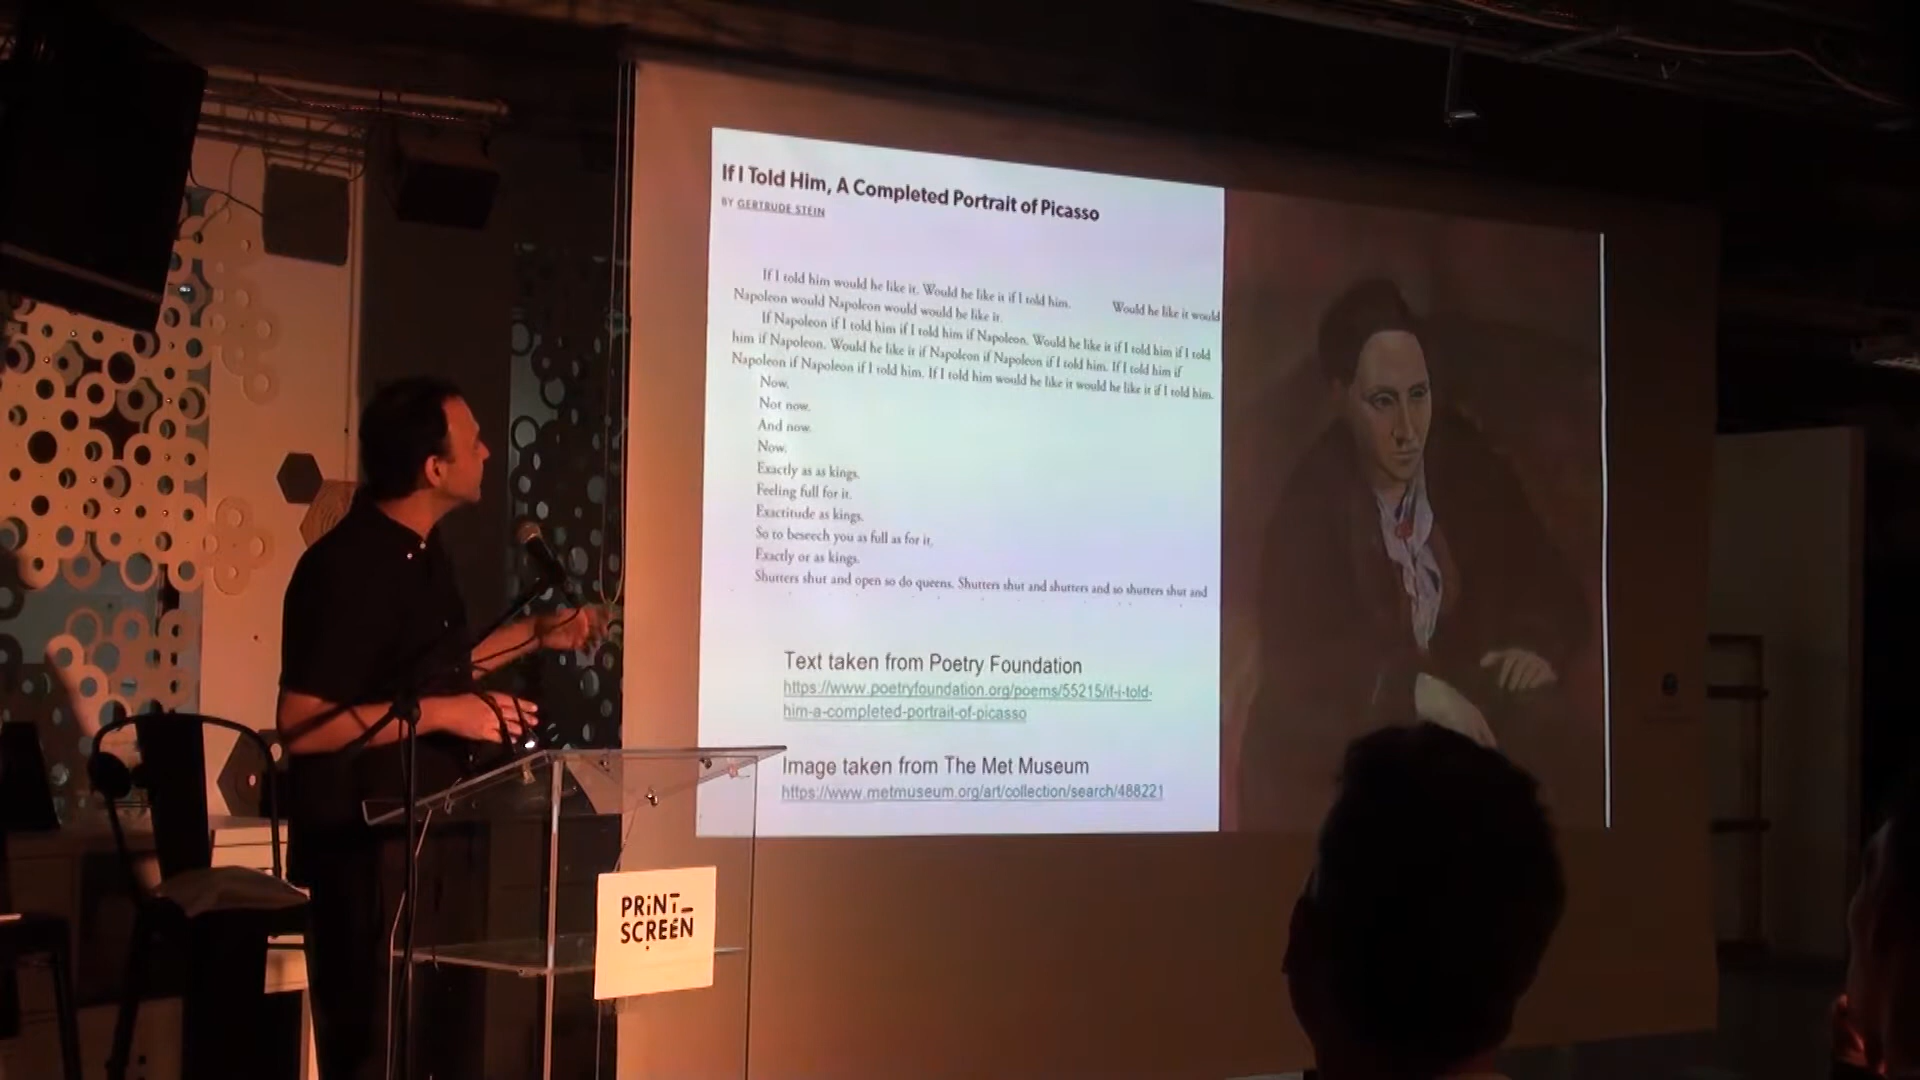 If I Told Him, A Completed Portrait of Picasso
BY GERTRUDE STEIN
If I told him would he like it. Would he like it if I told him. Would he like it would
Napoleon would Napoleon would would he like it.
If Napoleon if I told him if I told him if Napoleon. Would he like it if I told him if I told
him if Napoleon. Would he like it if Napoleon if Napoleon if I told him. If I told him if
Napoleon if Napoleon if I told him. If I told him would he like it would he like it if I told him.
Now.
Not now.
And now.
Now.
Exactly as as kings.
Feeling full for it.
Exactitude as kings.
So to beseech you as full as for it.
Exactly or as kings.
Shutters shut and open so do queens. Shutters shut and shutters and so shutters shut and
Text taken from Poetry Foundation
https://www.poetryfoundation.org/poems/55215/if-i-told-
him-a-completed-portrait-of-picasso
Image taken from The Met Museum
https://www.metmuseum.org/art/collection/search/488221
PRINT_
SCREEN